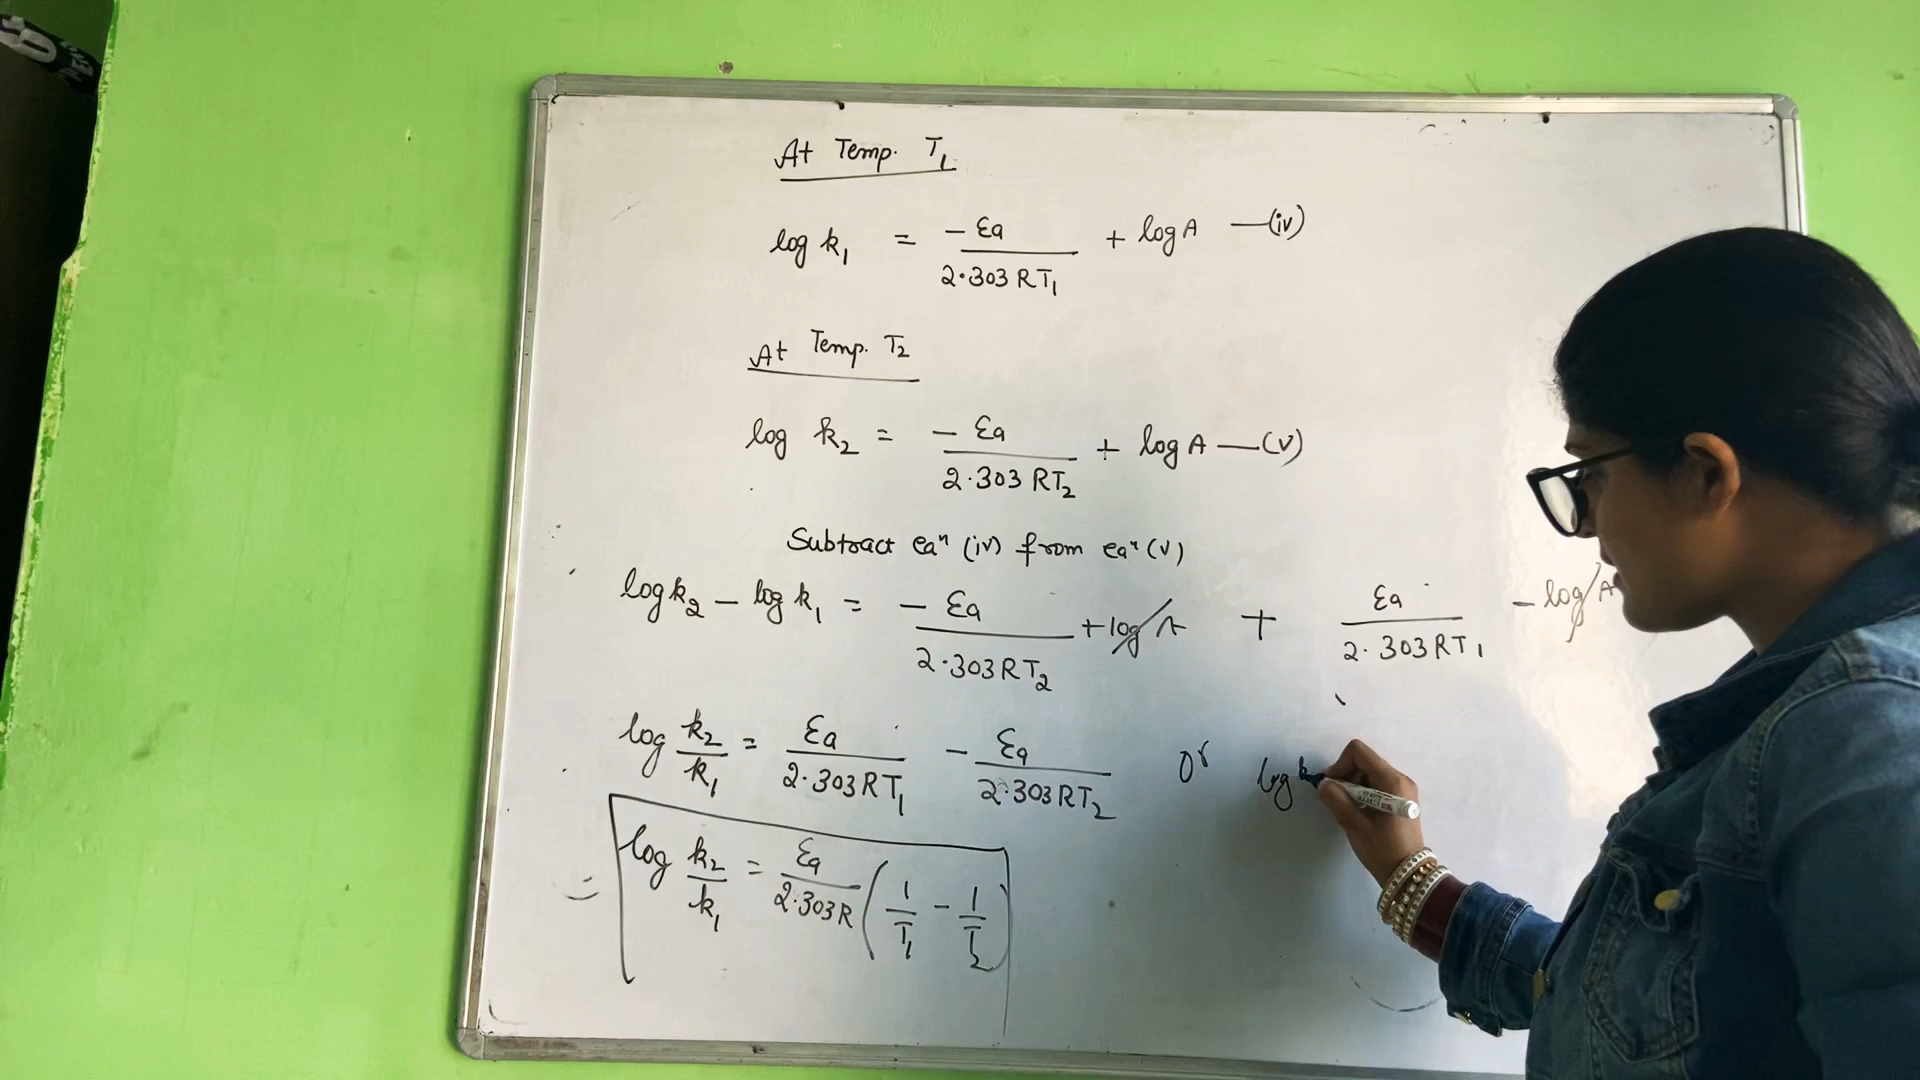 At Temp. T₁
log k₁ = -Ea / 2.303 RT₁ + log A —(iv)
At Temp. T₂
log k₂ = -Ea / 2.303 RT₂ + log A —(v)
Subtract eqⁿ (iv) from eqⁿ (v)
log k₂ - log k₁ = -Ea / 2.303 RT₂ + log A + Ea / 2.303 RT₁ - log A
log k₂/k₁ = Ea / 2.303 RT₁ - Ea / 2.303 RT₂ or log k
= log k₂/k₁ = Ea / 2.303 R (1/T₁ - 1/T₂)